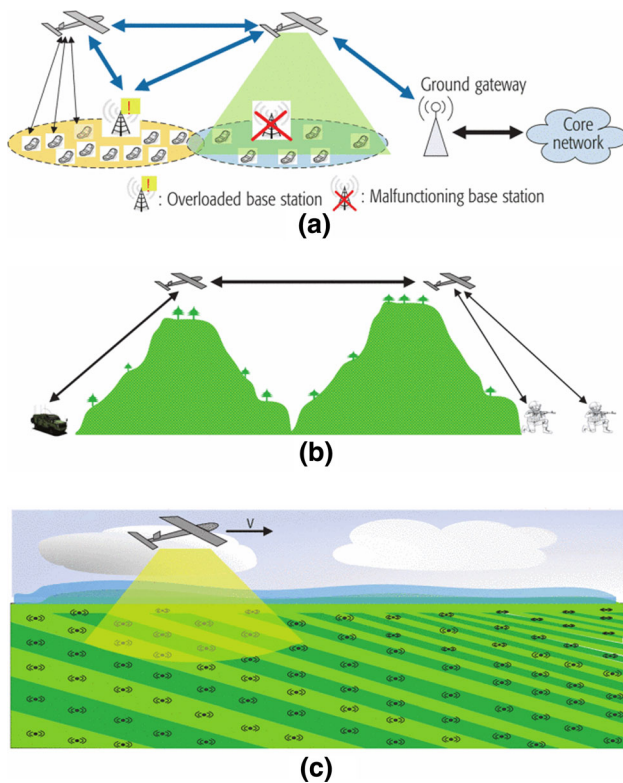 !
Ground gateway
Core
network
! : Overloaded base station : Malfunctioning base station
(a)
(b)
V
(c)